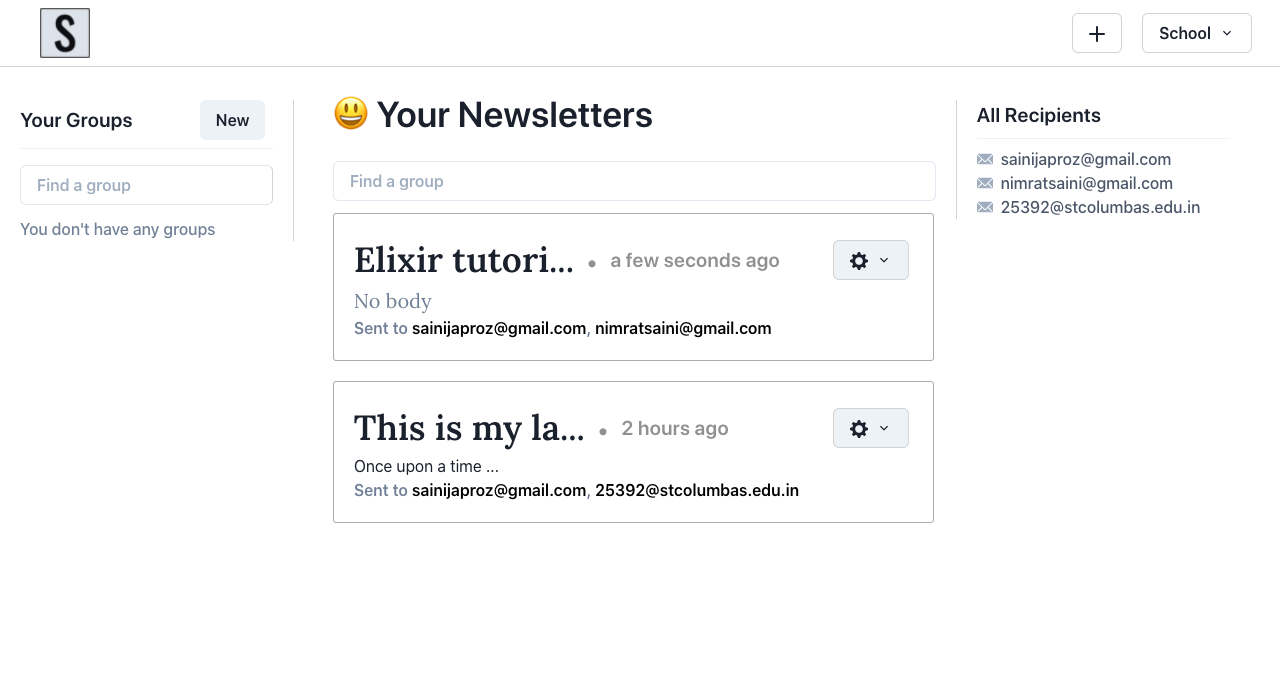 S
School
Your Groups
New
Find a group
You don't have any groups
😃 Your Newsletters
Find a group
Elixir tutori... • a few seconds ago
No body
Sent to sainijaproz@gmail.com, nimratsaini@gmail.com
This is my la... • 2 hours ago
Once upon a time ...
Sent to sainijaproz@gmail.com, 25392@stcolumbas.edu.in
All Recipients
sainijaproz@gmail.com
nimratsaini@gmail.com
25392@stcolumbas.edu.in